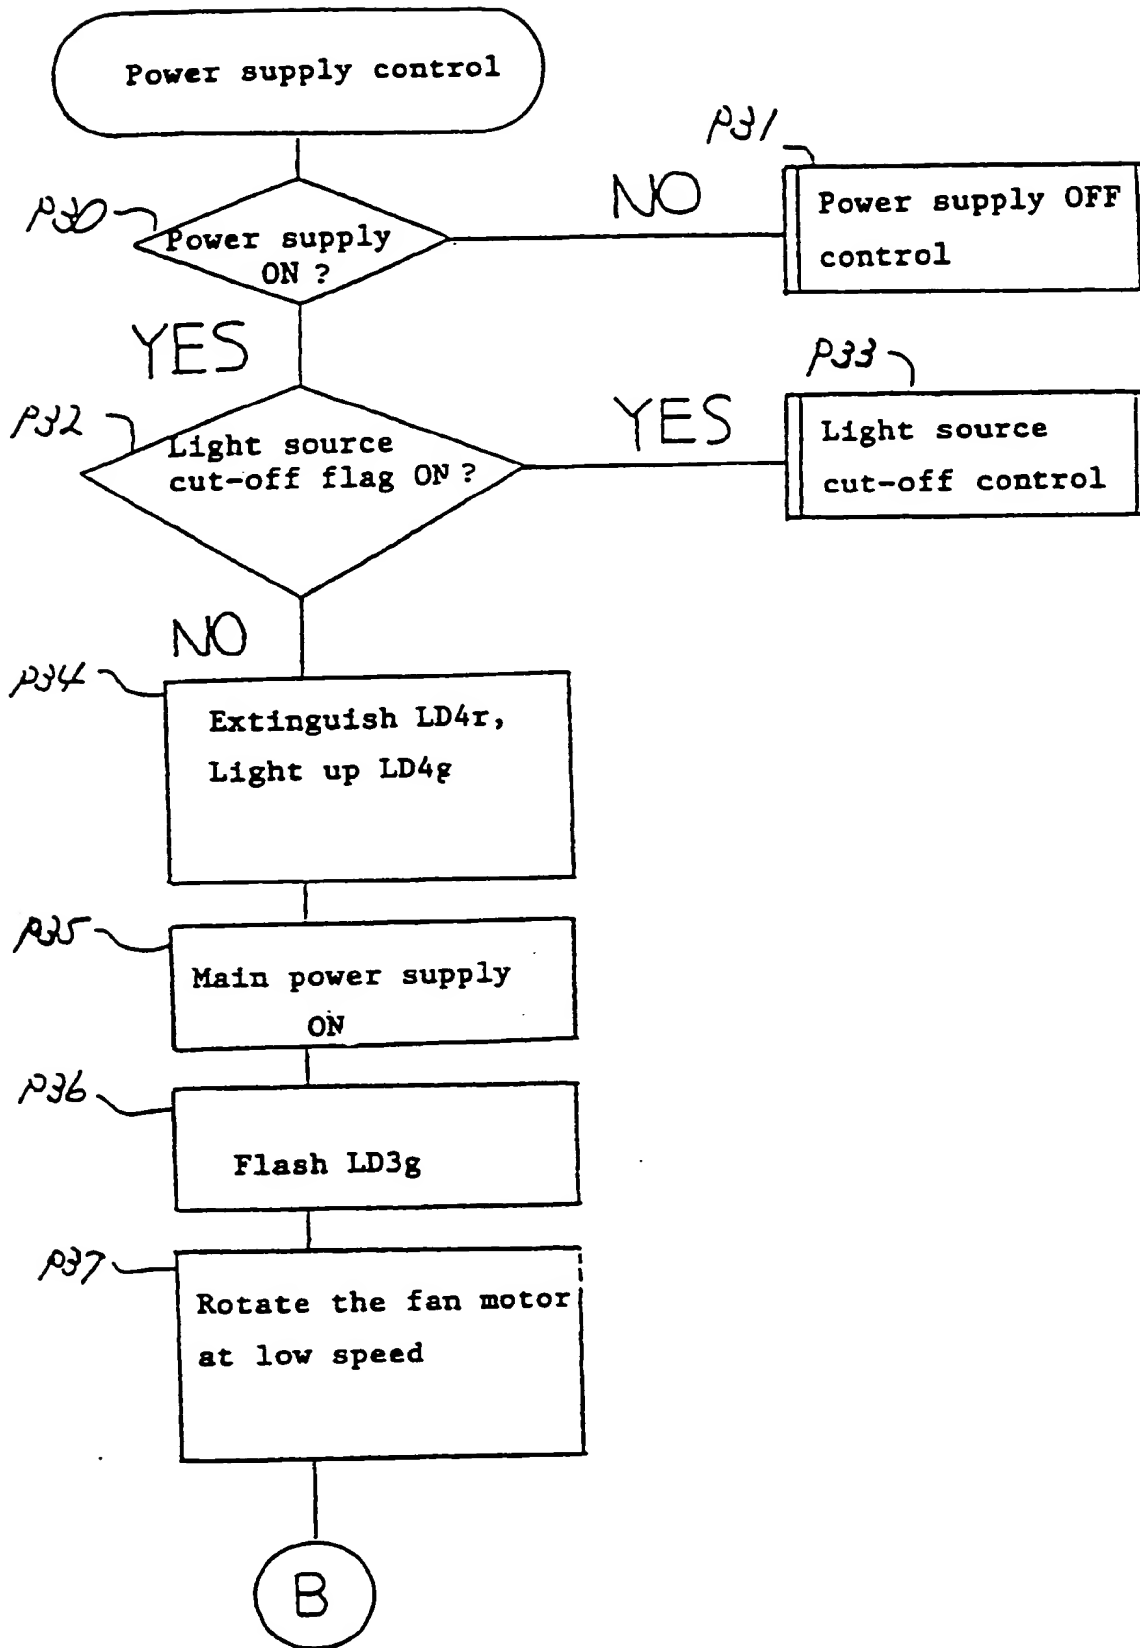 Power supply control
P31
P30
NO
Power supply OFF
control
Power supply
ON ?
YES
P33
P32
Light source
cut-off flag ON ?
YES
Light source
cut-off control
NO
P34
Extinguish LD4r,
Light up LD4g
P35
Main power supply
ON
P36
Flash LD3g
P37
Rotate the fan motor
at low speed
B